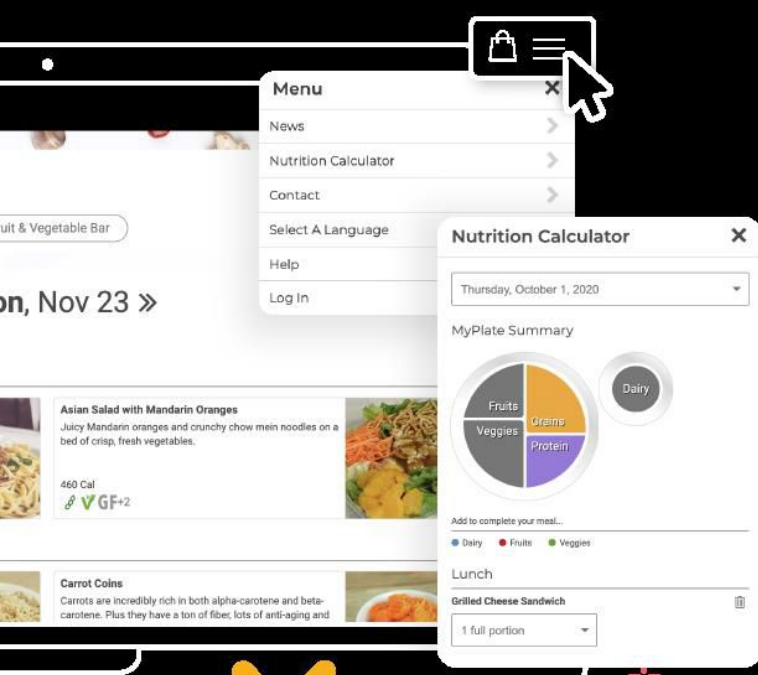 Menu
News
Nutrition Calculator
Contact
Select A Language
Help
Log In
uit & Vegetable Bar
on, Nov 23 »
Asian Salad with Mandarin Oranges
Juicy Mandarin oranges and crunchy chow mein noodles on a
bed of crisp, fresh vegetables.
460 Cal
GF+2
Carrot Coins
Carrots are incredibly rich in both alpha-carotene and beta-
carotene. Plus they have a ton of fiber, lots of anti-aging and
Nutrition Calculator
Thursday, October 1, 2020
MyPlate Summary
Fruits
Grains
Veggies
Protein
Dairy
Add to complete your meal...
Dairy Fruits Veggies
Lunch
Grilled Cheese Sandwich
1 full portion